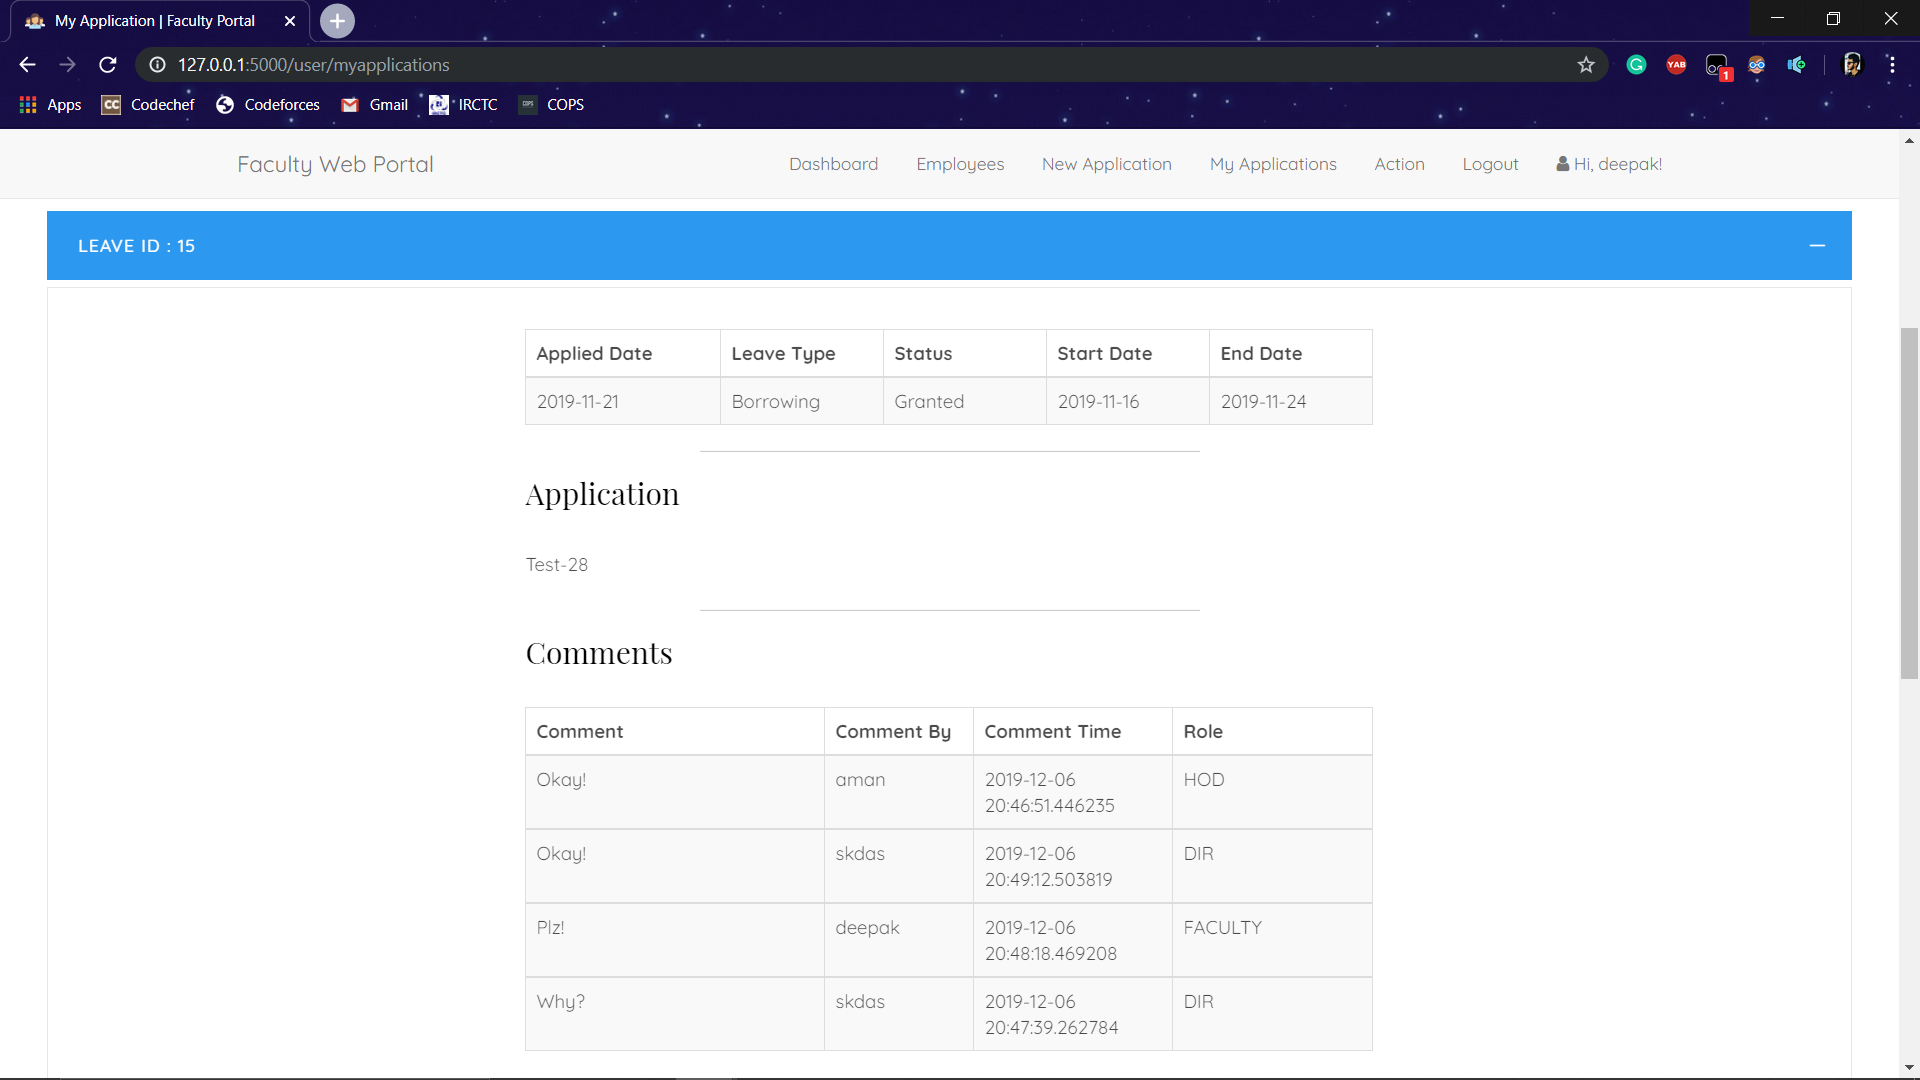 My Application | Faculty Portal
127.0.0.1:5000/user/myapplications
YAB
1
Apps
CC Codechef
Codeforces
Gmail
IRCTC
COPS COPS
Faculty Web Portal
Dashboard
Employees
New Application
My Applications
Action
Logout
Hi, deepak!
LEAVE ID : 15
Applied Date Leave Type Status Start Date End Date
2019-11-21 Borrowing Granted 2019-11-16 2019-11-24
Application
Test-28
Comments
Comment Comment By Comment Time Role
Okay! aman 2019-12-06 HOD
20:46:51.446235
Okay! skdas 2019-12-06 DIR
20:49:12.503819
Plz! deepak 2019-12-06 FACULTY
20:48:18.469208
Why? skdas 2019-12-06 DIR
20:47:39.262784